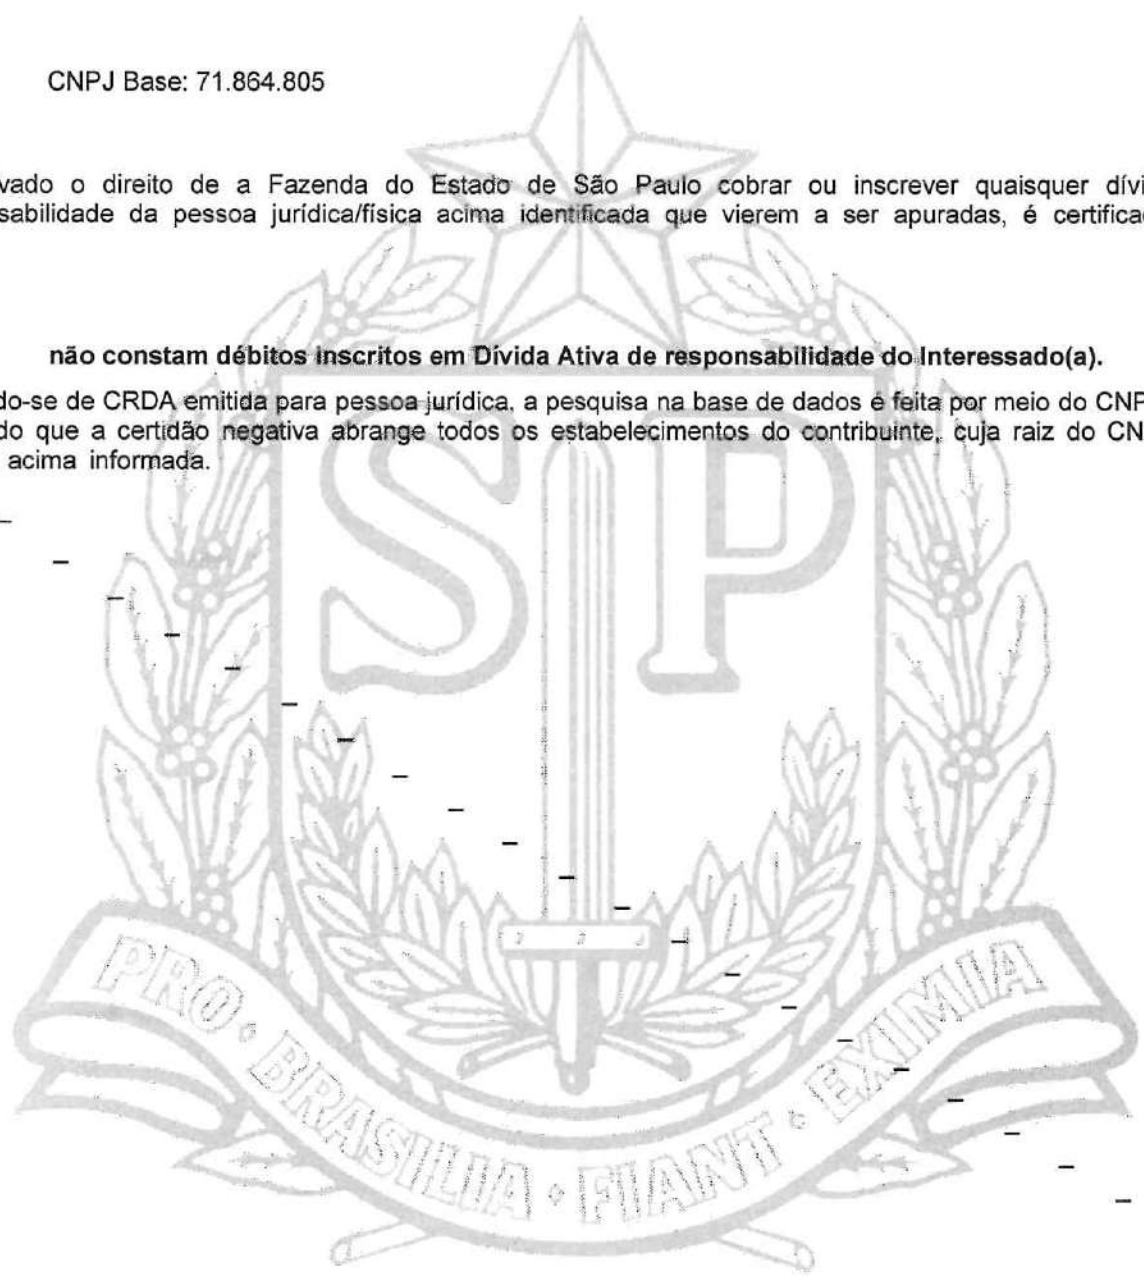 CNPJ Base: 71.864.805
vado o direito de a Fazenda do Estado de São Paulo cobrar ou inscrever quaisquer dívi
sabilidade da pessoa jurídica/física acima identificada que vierem a ser apuradas, é certifica
não constam débitos inscritos em Dívida Ativa de responsabilidade do Interessado(a).
do-se de CRDA emitida para pessoa jurídica, a pesquisa na base de dados é feita por meio do CNP
do que a certidão negativa abrange todos os estabelecimentos do contribuinte, cuja raiz do CN
acima informada.
SP
PRO • BRASILIA • FIANT • EXIMIA